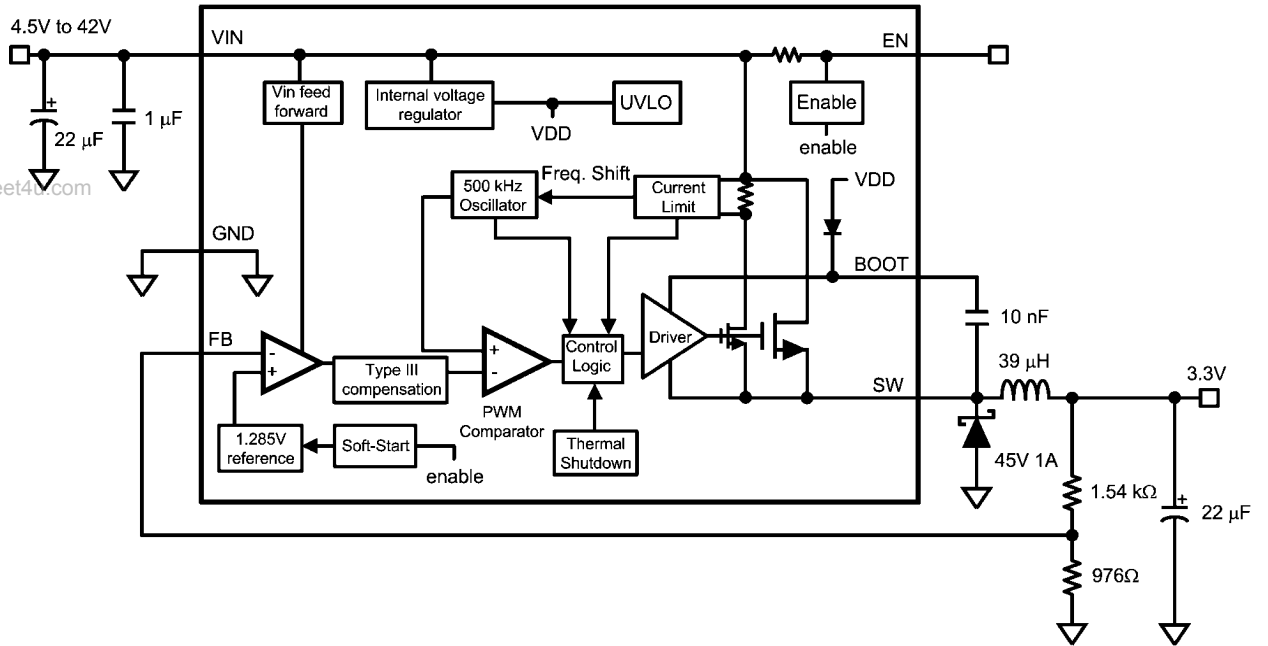 4.5V to 42V
VIN
EN
Vin feed
forward
Internal voltage
regulator
UVLO
VDD
Enable
enable
+
22 μF
1 μF
eet4u.com
500 kHz
Oscillator
Freq. Shift
Current
Limit
VDD
GND
BOOT
10 nF
FB
-
+
Type III
compensation
+
-
PWM
Comparator
Control
Logic
Driver
39 μH
SW
3.3V
1.285V
reference
Soft-Start
enable
Thermal
Shutdown
45V 1A
1.54 kΩ
+
22 μF
976Ω